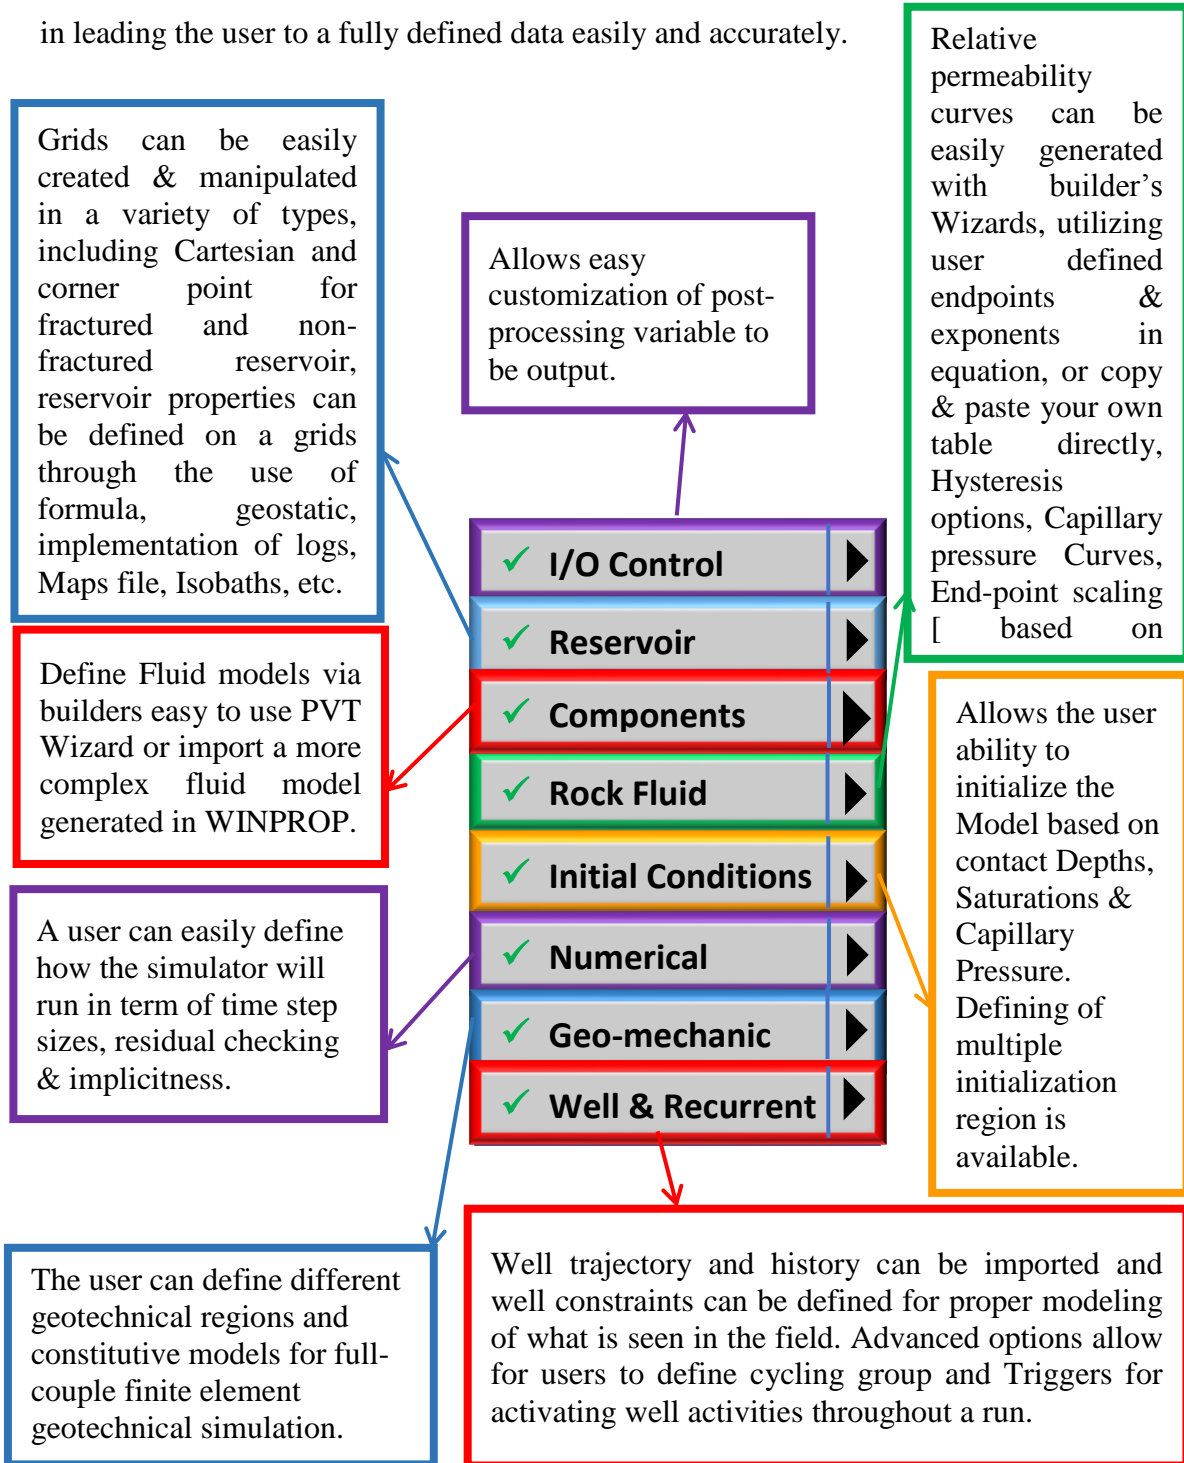 in leading the user to a fully defined data easily and accurately.
Grids can be easily
created & manipulated
in a variety of types,
including Cartesian and
corner point for
fractured and non-
fractured reservoir,
reservoir properties can
be defined on a grids
through the use of
formula, geostatic,
implementation of logs,
Maps file, Isobaths, etc.
Allows easy
customization of post-
processing variable to
be output.
Relative
permeability
curves can be
easily generated
with builder’s
Wizards, utilizing
user defined
endpoints &
exponents in
equation, or copy
& paste your own
table directly,
Hysteresis
options, Capillary
pressure Curves,
End-point scaling
[ based on
Define Fluid models via
builders easy to use PVT
Wizard or import a more
complex fluid model
generated in WINPROP.
✓ I/O Control
✓ Reservoir
✓ Components
✓ Rock Fluid
✓ Initial Conditions
✓ Numerical
✓ Geo-mechanic
✓ Well & Recurrent
Allows the user
ability to
initialize the
Model based on
contact Depths,
Saturations &
Capillary
Pressure.
Defining of
multiple
initialization
region is
available.
A user can easily define
how the simulator will
run in term of time step
sizes, residual checking
& implicitness.
The user can define different
geotechnical regions and
constitutive models for full-
couple finite element
geotechnical simulation.
Well trajectory and history can be imported and
well constraints can be defined for proper modeling
of what is seen in the field. Advanced options allow
for users to define cycling group and Triggers for
activating well activities throughout a run.